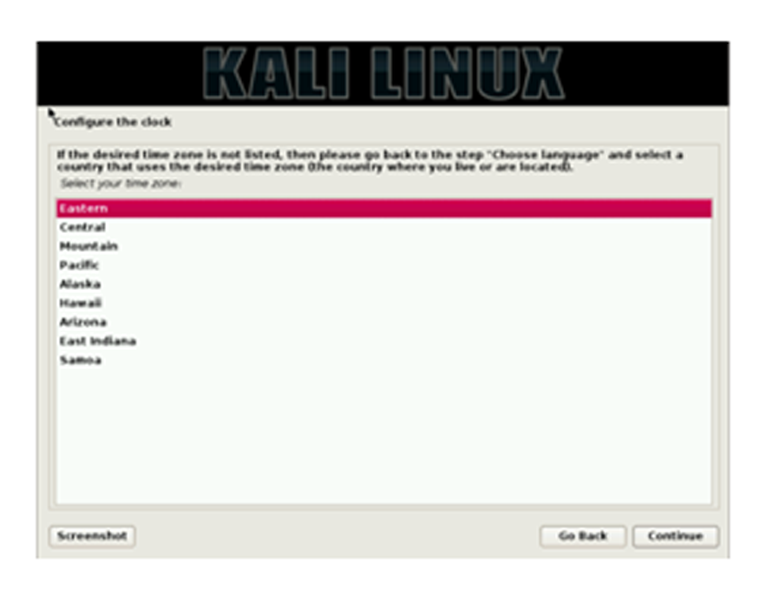 KALI LINUX
Configure the clock
If the desired time zone is not listed, then please go back to the step "Choose language" and select a
country that uses the desired time zone (the country where you live or are located).
Select your time zone:
Eastern
Central
Mountain
Pacific
Alaska
Hawaii
Arizona
East Indiana
Samoa
Screenshot
Go Back
Continue